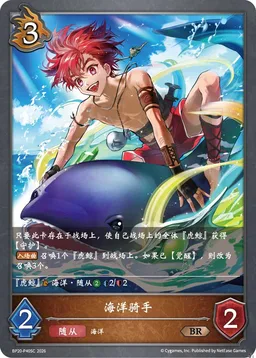 3
只要此卡存在于战场上，使自己战场上的全体『虎鲸』获得
【守护】。
入场曲 召唤1个『虎鲸』到战场上。如果已【觉醒】，则改为
召唤3个。
『虎鲸』 海洋・随从 2 /2
海洋骑手
2
随从 海洋
BR
2
© Cygames, Inc. Published by NetEase Games